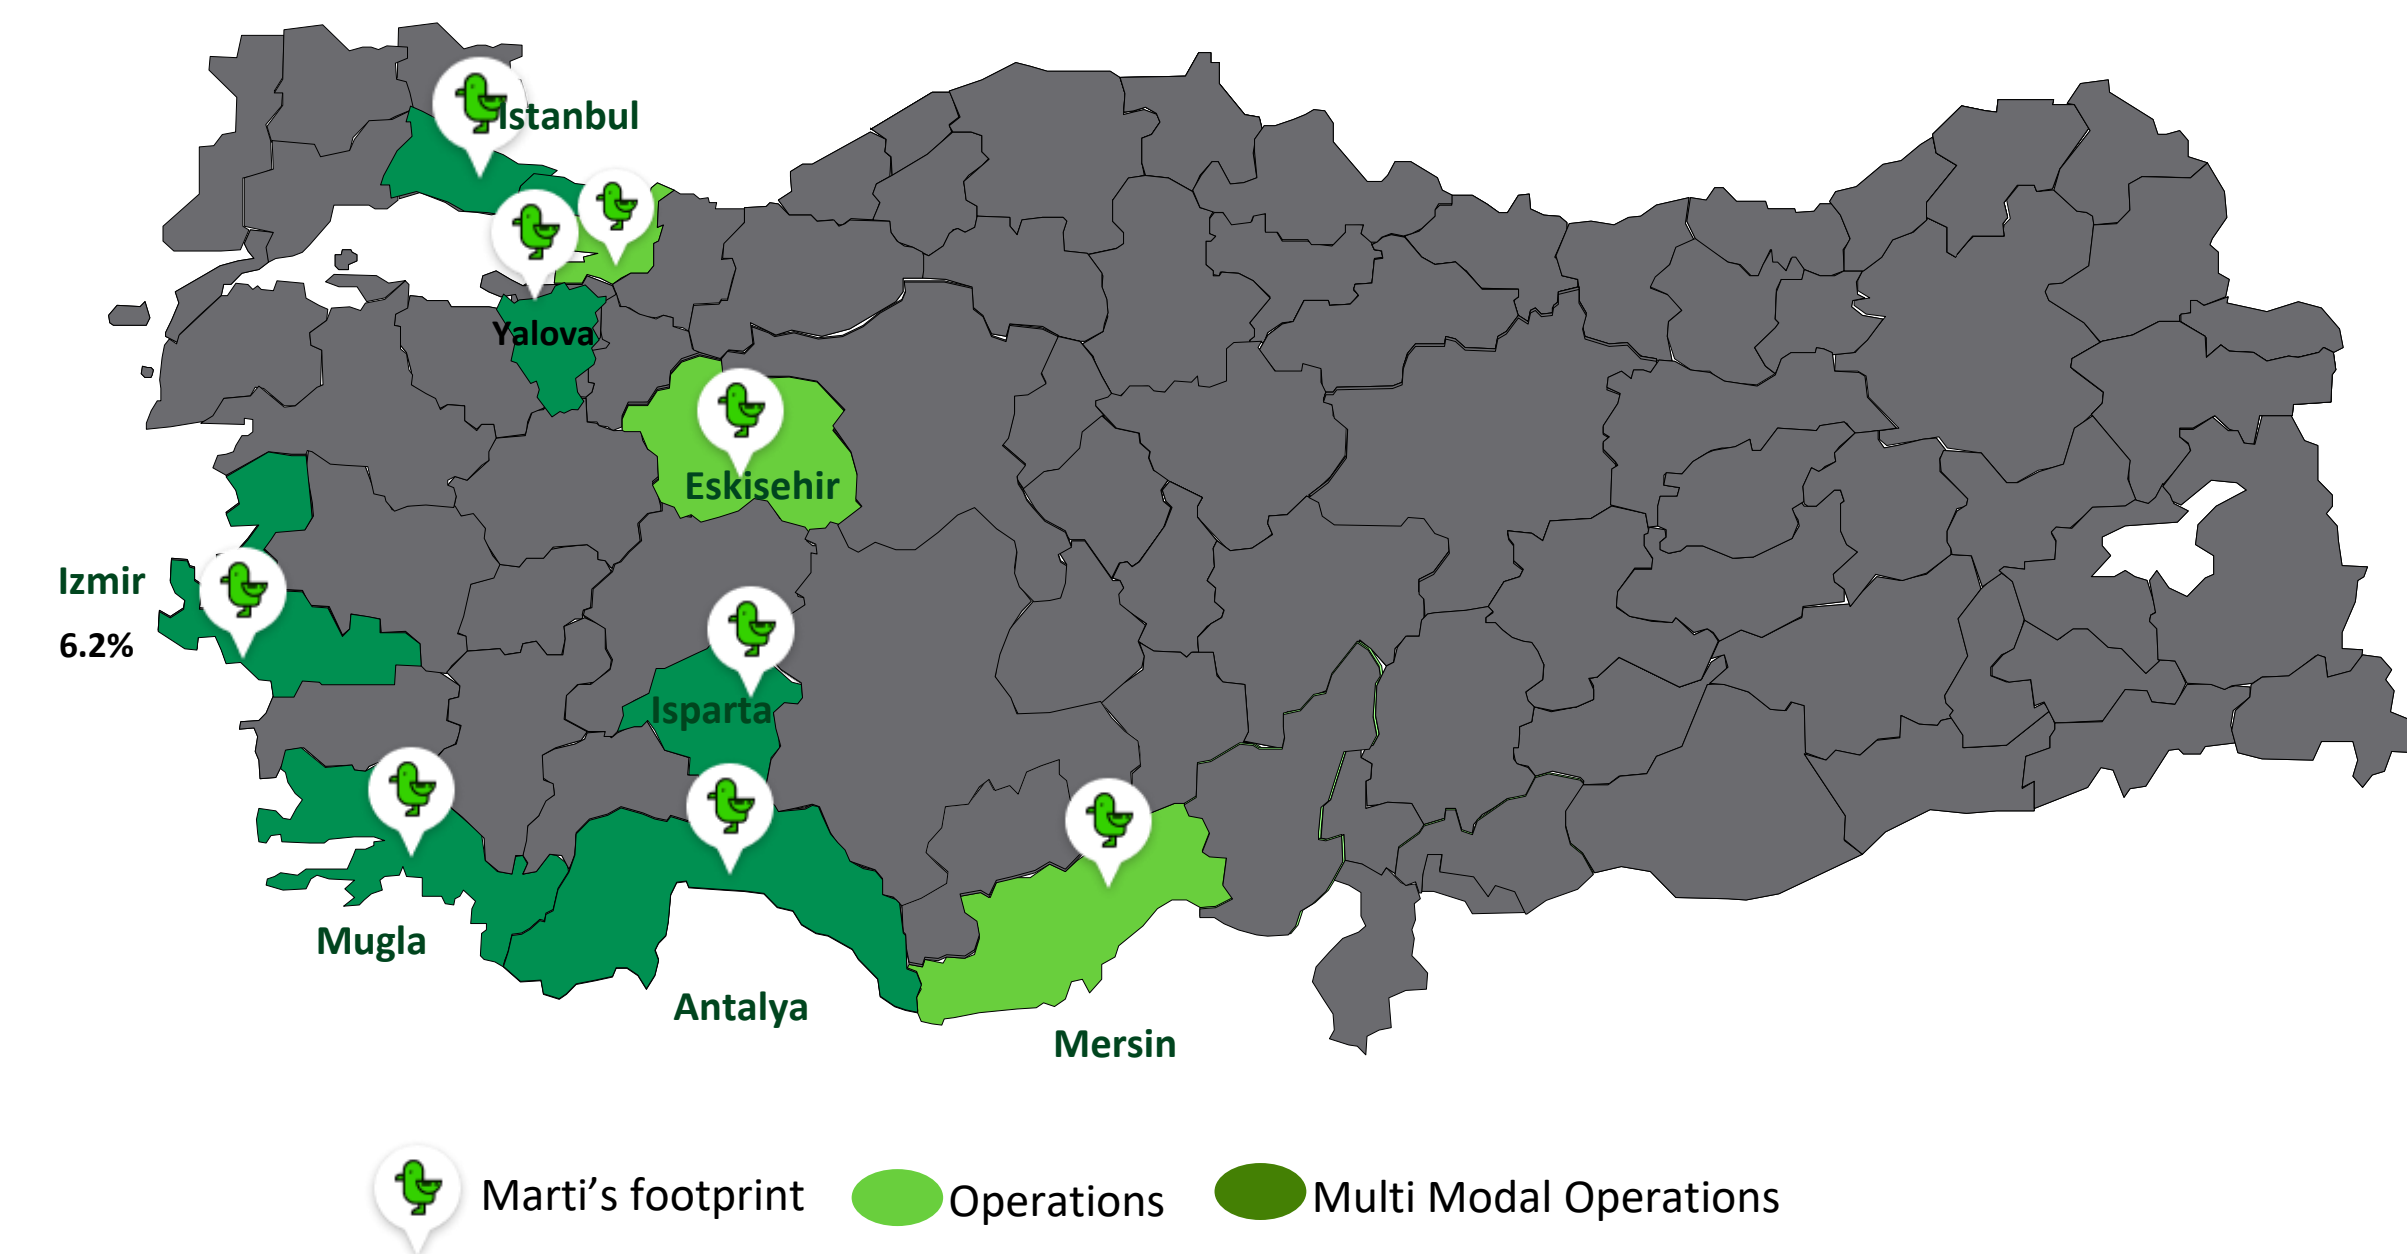 Istanbul
Yalova
Eskisehir
Izmir
6.2%
Isparta
Mugla
Antalya
Mersin
Marti’s footprint
Operations
Multi Modal Operations